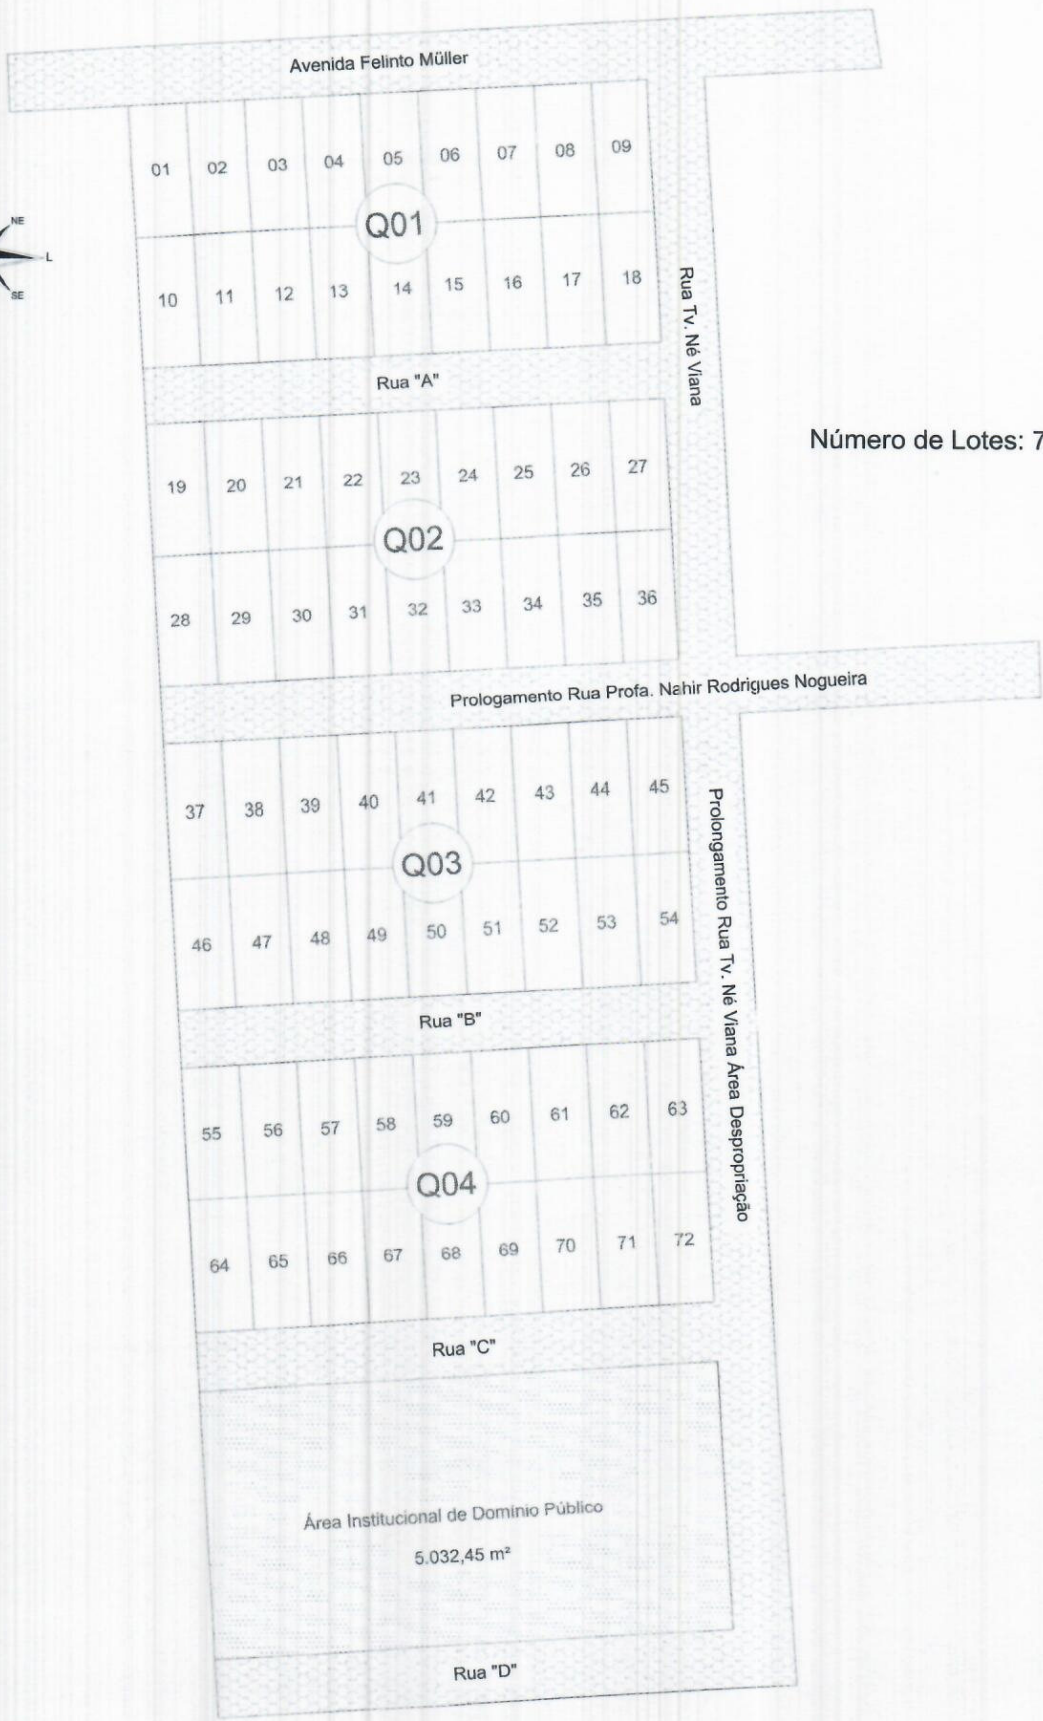 Avenida Felinto Müller
01 02 03 04 05 06 07 08 09
NE
Q01
L
SE
10 11 12 13 14 15 16 17 18
Rua Tv. Né Viana
Rua "A"
Número de Lotes: 7
19 20 21 22 23 24 25 26 27
Q02
28 29 30 31 32 33 34 35 36
Prologamento Rua Profa. Nahir Rodrigues Nogueira
37 38 39 40 41 42 43 44 45
Q03
46 47 48 49 50 51 52 53 54
Prolongamento Rua Tv. Né Viana Área Despropriação
Rua "B"
55 56 57 58 59 60 61 62 63
Q04
64 65 66 67 68 69 70 71 72
Rua "C"
Área Institucional de Domínio Público
5.032,45 m²
Rua "D"